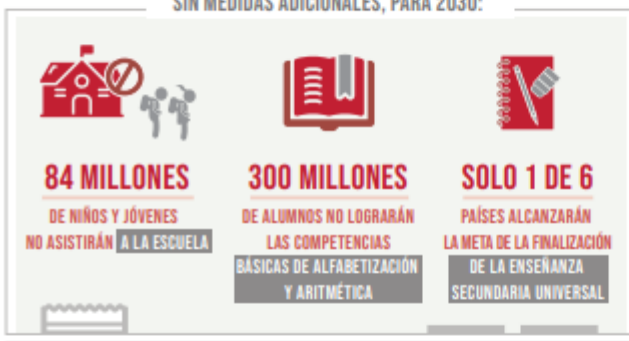 SIN MEDIDAS ADICIONALES, PARA 2030:
84 MILLONES
DE NIÑOS Y JÓVENES
NO ASISTIRÁN A LA ESCUELA
300 MILLONES
DE ALUMNOS NO LOGRARÁN
LAS COMPETENCIAS
BÁSICAS DE ALFABETIZACIÓN
Y ARITMÉTICA
SOLO 1 DE 6
PAÍSES ALCANZARÁN
LA META DE LA FINALIZACIÓN
DE LA ENSEÑANZA
SECUNDARIA UNIVERSAL